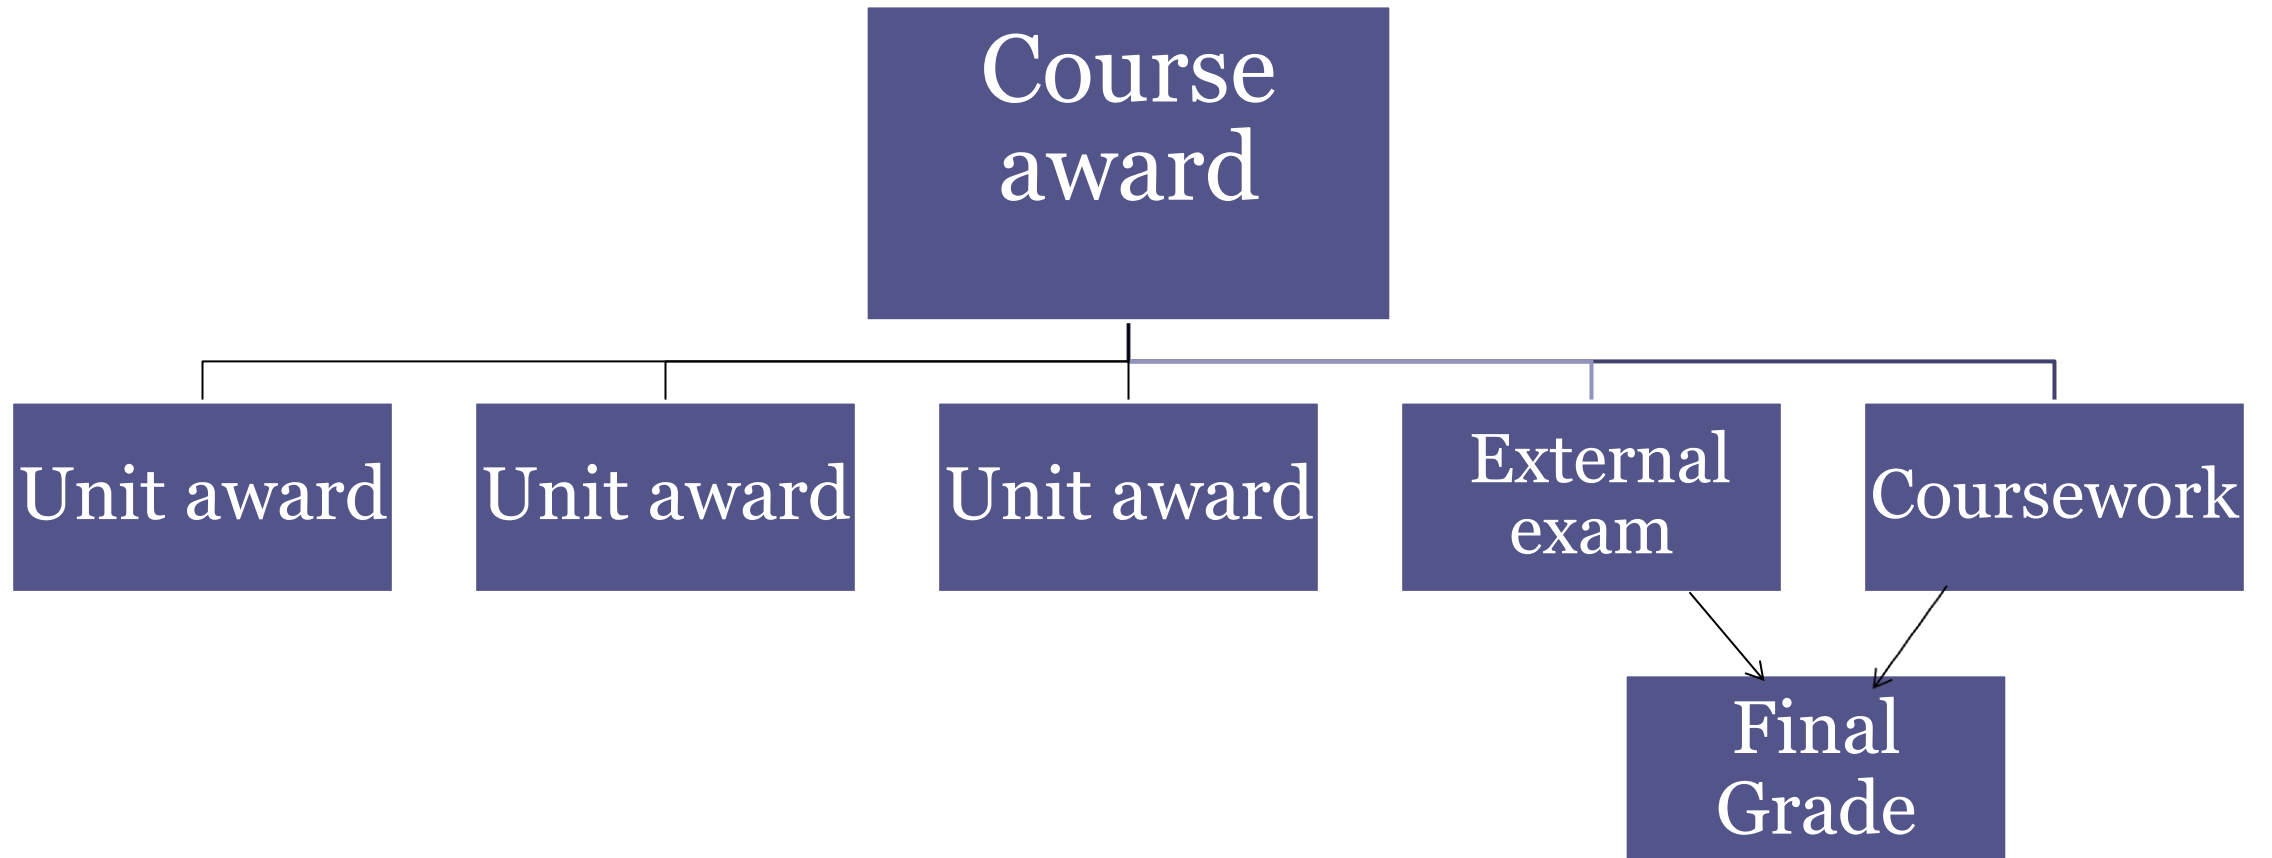 Course
award
Unit award
Unit award
Unit award
External
exam
Coursework
Final
Grade